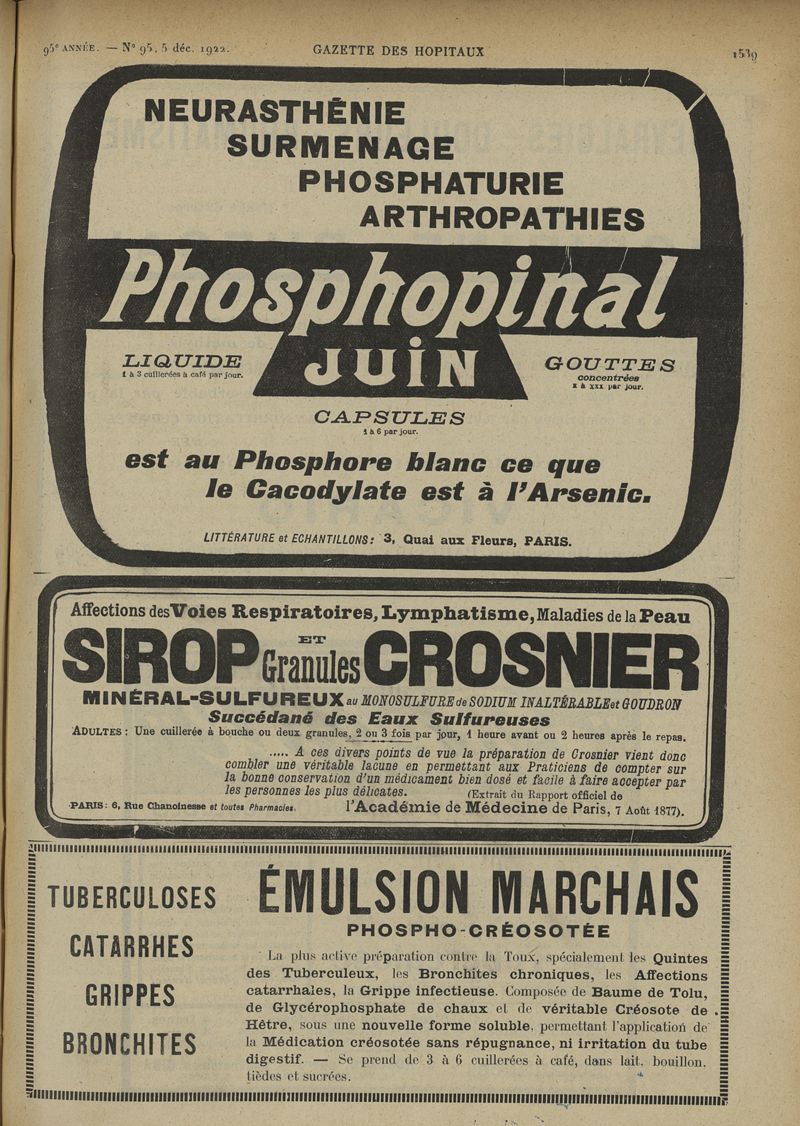 95e ANNÉE. — No 95, 5 déc. 1922.
GAZETTE DES HOPITAUX
1539
NEURASTHÉNIE
SURMENAGE
PHOSPHATURIE
ARTHROPATHIES
Phosphopinal
JUIN
LIQUIDE
1 à 3 cuillerées à café par jour.
GOUTTES
concentrées
X à XXX par jour.
CAPSULES
1 à 6 par jour.
est au Phosphore blanc ce que
le Cacodylate est à l'Arsenic.
LITTÉRATURE et ECHANTILLONS: 3, Quai aux Fleurs, PARIS.
Affections des Voies Respiratoires, Lymphatisme, Maladies de la Peau
SIROP ET Granules CROSNIER
MINÉRAL-SULFUREUX au MONOSULFURE de SODIUM INALTÉRABLE et GOUDRON
Succédané des Eaux Sulfureuses
ADULTES: Une cuillerée à bouche ou deux granules, 2 ou 3 fois par jour, 1 heure avant ou 2 heures après le repas.
..... A ces divers points de vue la préparation de Crosnier vient donc
combler une véritable lacune en permettant aux Praticiens de compter sur
la bonne conservation d'un médicament bien dosé et facile à faire accepter par
les personnes les plus délicates. (Extrait du Rapport officiel de
PARIS: 6, Rue Chanoinesse et toutes Pharmacies. l'Académie de Médecine de Paris, 7 Août 1877).
TUBERCULOSES
CATARRHES
GRIPPES
BRONCHITES
ÉMULSION MARCHAIS
PHOSPHO-CRÉOSOTÉE
La plus active préparation contre la Toux, spécialement les Quintes
des Tuberculeux, les Bronchites chroniques, les Affections
catarrhales, la Grippe infectieuse. Composée de Baume de Tolu,
de Glycérophosphate de chaux et de véritable Créosote de
Hêtre, sous une nouvelle forme soluble, permettant l'application de
la Médication créosotée sans répugnance, ni irritation du tube
digestif. — Se prend de 3 à 6 cuillerées à café, dans lait, bouillon,
tièdes et sucrées.